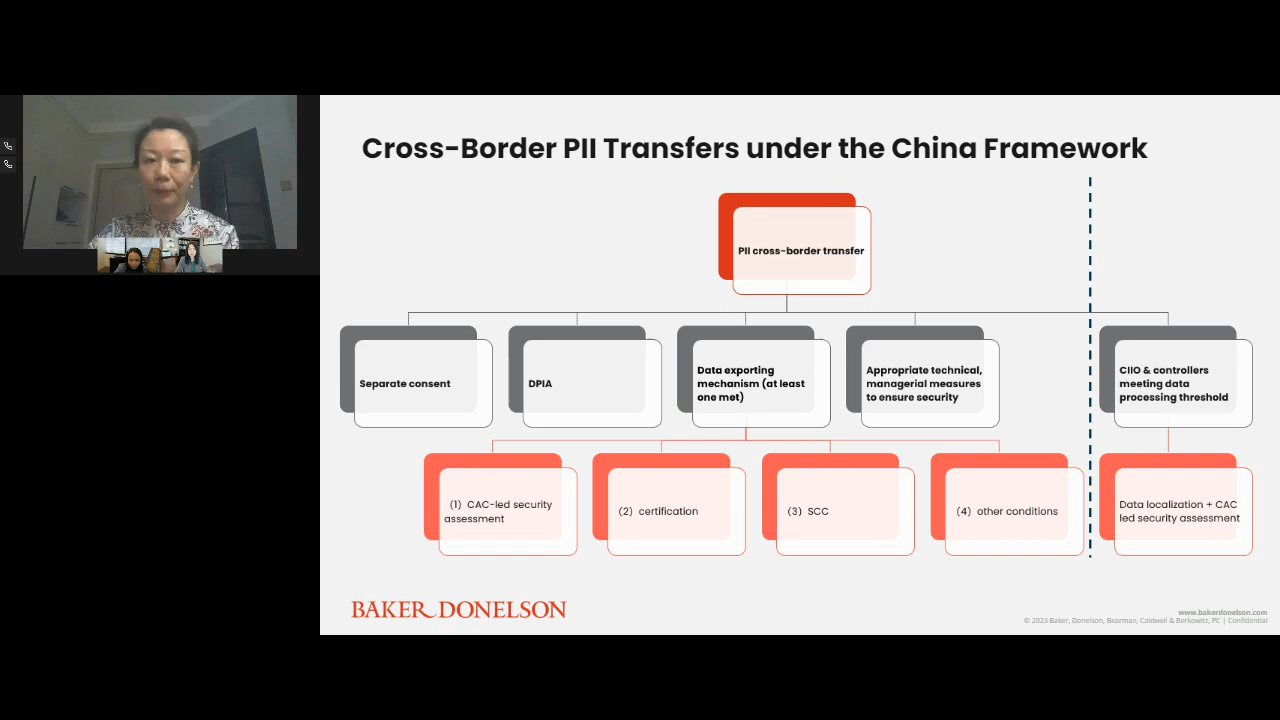 Cross-Border PII Transfers under the China Framework
PII cross-border transfer
Separate consent
DPIA
Data exporting
mechanism (at least
one met)
Appropriate technical,
managerial measures
to ensure security
CIIO & controllers
meeting data
processing threshold
(1) CAC-led security
assessment
(2) certification
(3) SCC
(4) other conditions
Data localization + CAC
led security assessment
BAKER DONELSON
www.bakerdonelson.com
© 2023 Baker, Donelson, Bearman, Caldwell & Berkowitz, PC | Confidential